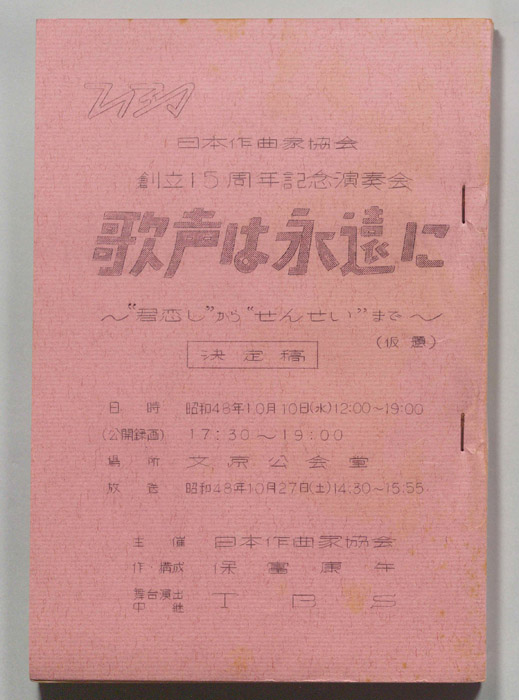 日本作曲家協会
創立15周年記念演奏会
歌声は永遠に
〜"君恋し"から"せんせい"まで〜
(仮題)
決定稿
日 時 昭和48年10月10日(水)12:00〜19:00
(公開録画) 17:30〜19:00
場 所 文京公会堂
放 送 昭和48年10月27日(土)14:30〜15:55
主 催 日本作曲家協会
作・構成 保富康午
舞台演出
中 継 TBS